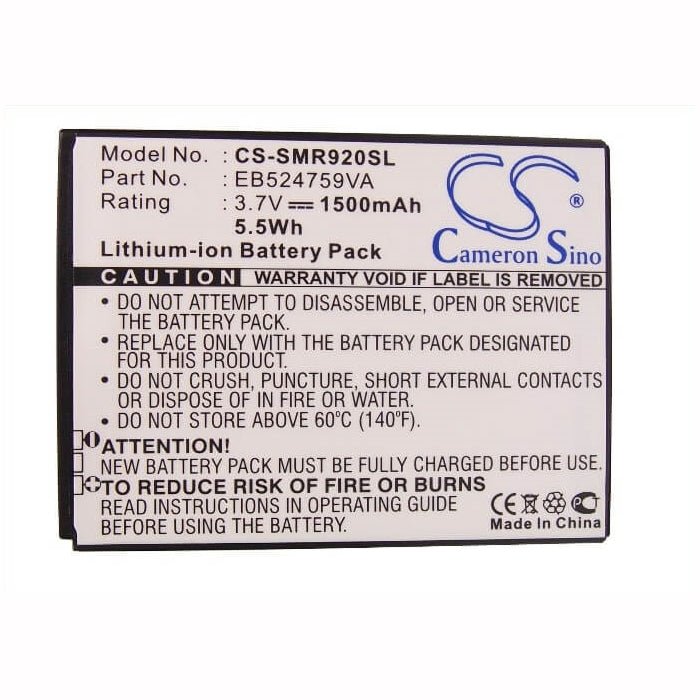 Model No.: CS-SMR920SL
Part No.: EB524759VA
Rating: 3.7V 1500mAh
5.5Wh
Lithium-ion Battery Pack
CS ®
Cameron Sino
CAUTION: WARRANTY VOID IF LABEL IS REMOVED
• DO NOT ATTEMPT TO DISASSEMBLE, OPEN OR SERVICE
THE BATTERY PACK.
• REPLACE ONLY WITH THE BATTERY PACK DESIGNATED
FOR THIS PRODUCT
• DO NOT CRUSH, PUNCTURE, SHORT EXTERNAL CONTACTS
OR DISPOSE OF IN FIRE OR WATER.
• DO NOT STORE ABOVE 60°C (140°F).
ATTENTION!
NEW BATTERY PACK MUST BE FULLY CHARGED BEFORE USE.
TO REDUCE RISK OF FIRE OR BURNS
READ INSTRUCTIONS IN OPERATING GUIDE
BEFORE USING THE BATTERY.
CE
Made In China